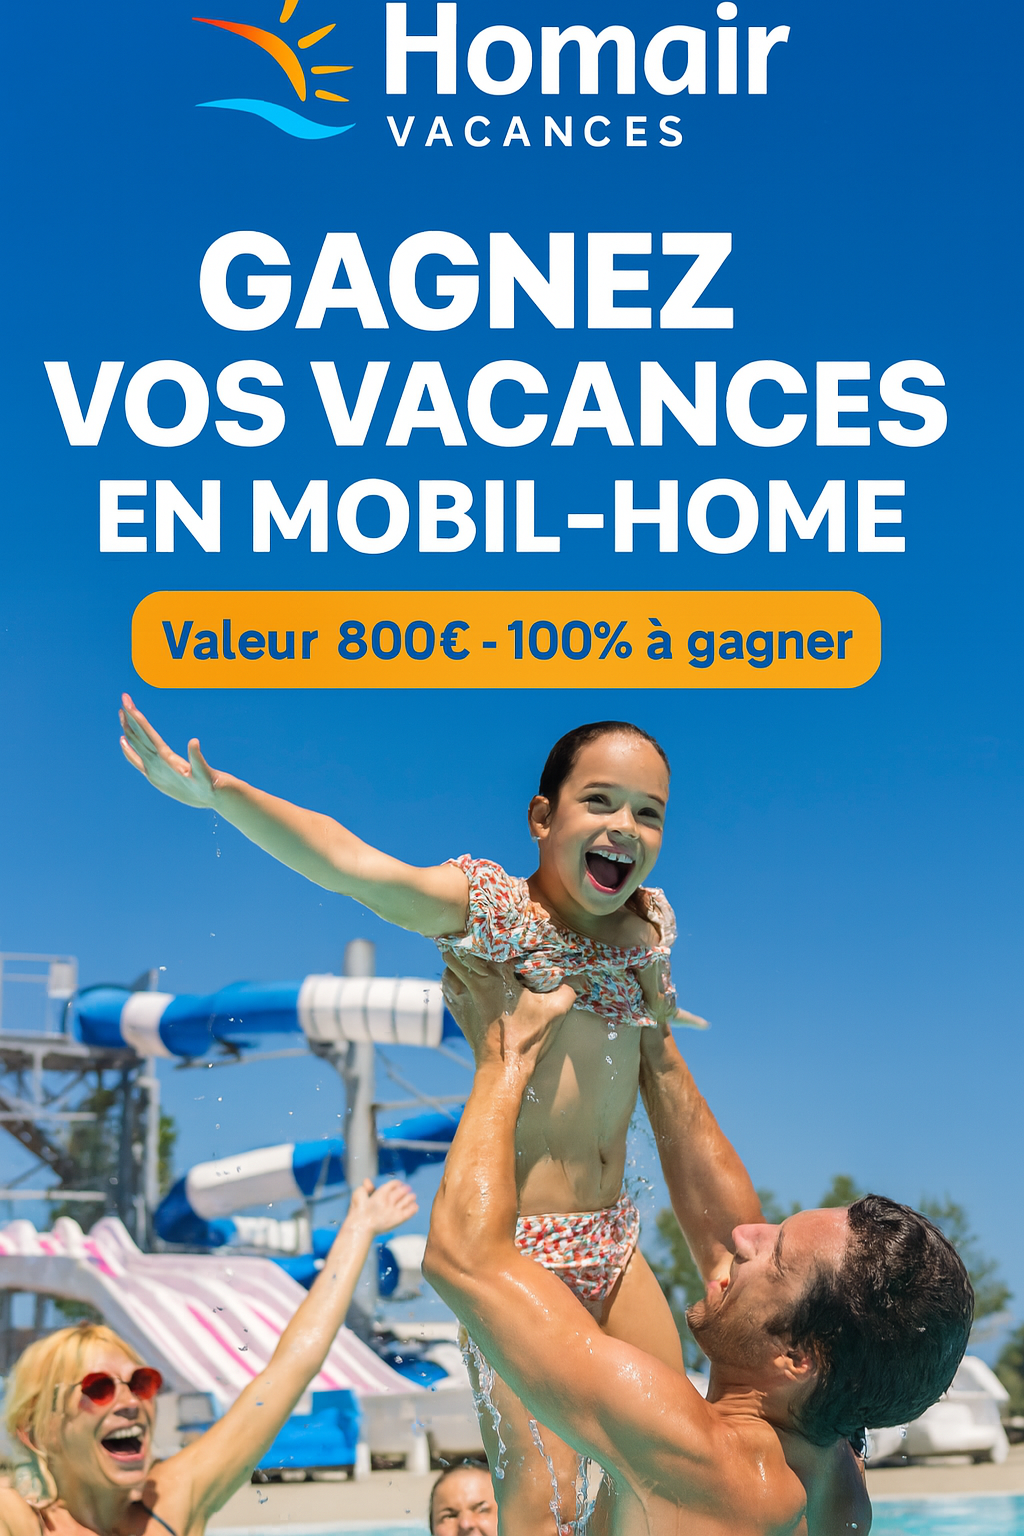 Homair
VACANCES
GAGNEZ
VOS VACANCES
EN MOBIL-HOME
Valeur 800€ - 100% à gagner